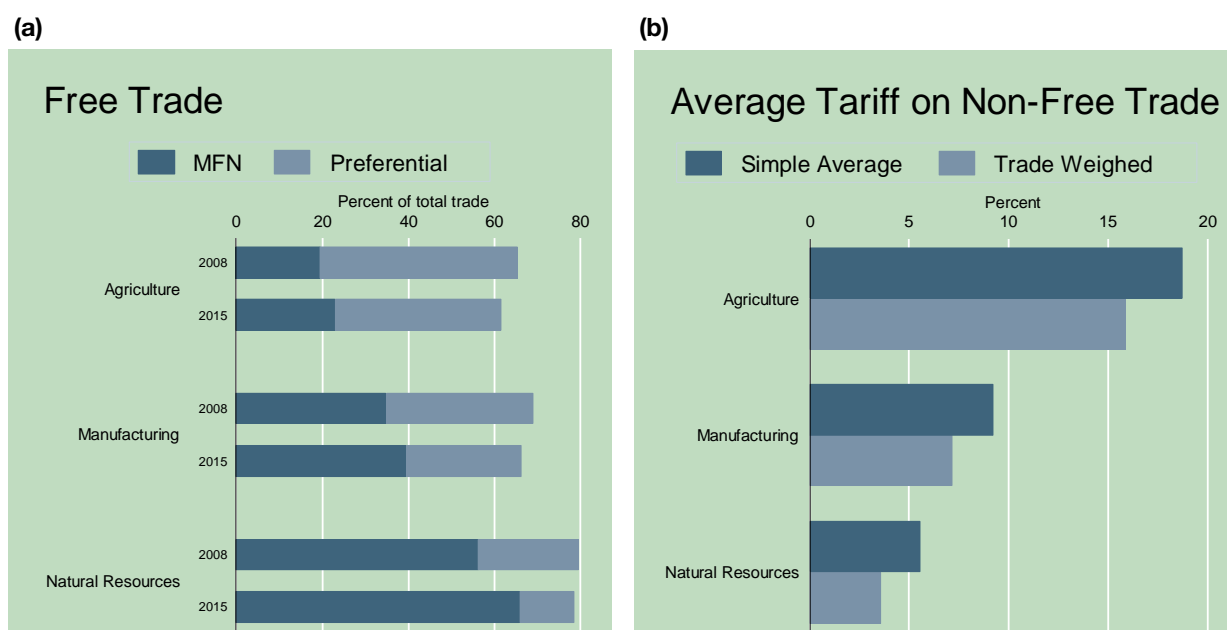 (a)
Free Trade
MFN Preferential
Percent of total trade
0 20 40 60 80
2008
Agriculture
2015
2008
Manufacturing
2015
2008
Natural Resources
2015
(b)
Average Tariff on Non-Free Trade
Simple Average Trade Weighed
Percent
0 5 10 15 20
Agriculture
Manufacturing
Natural Resources